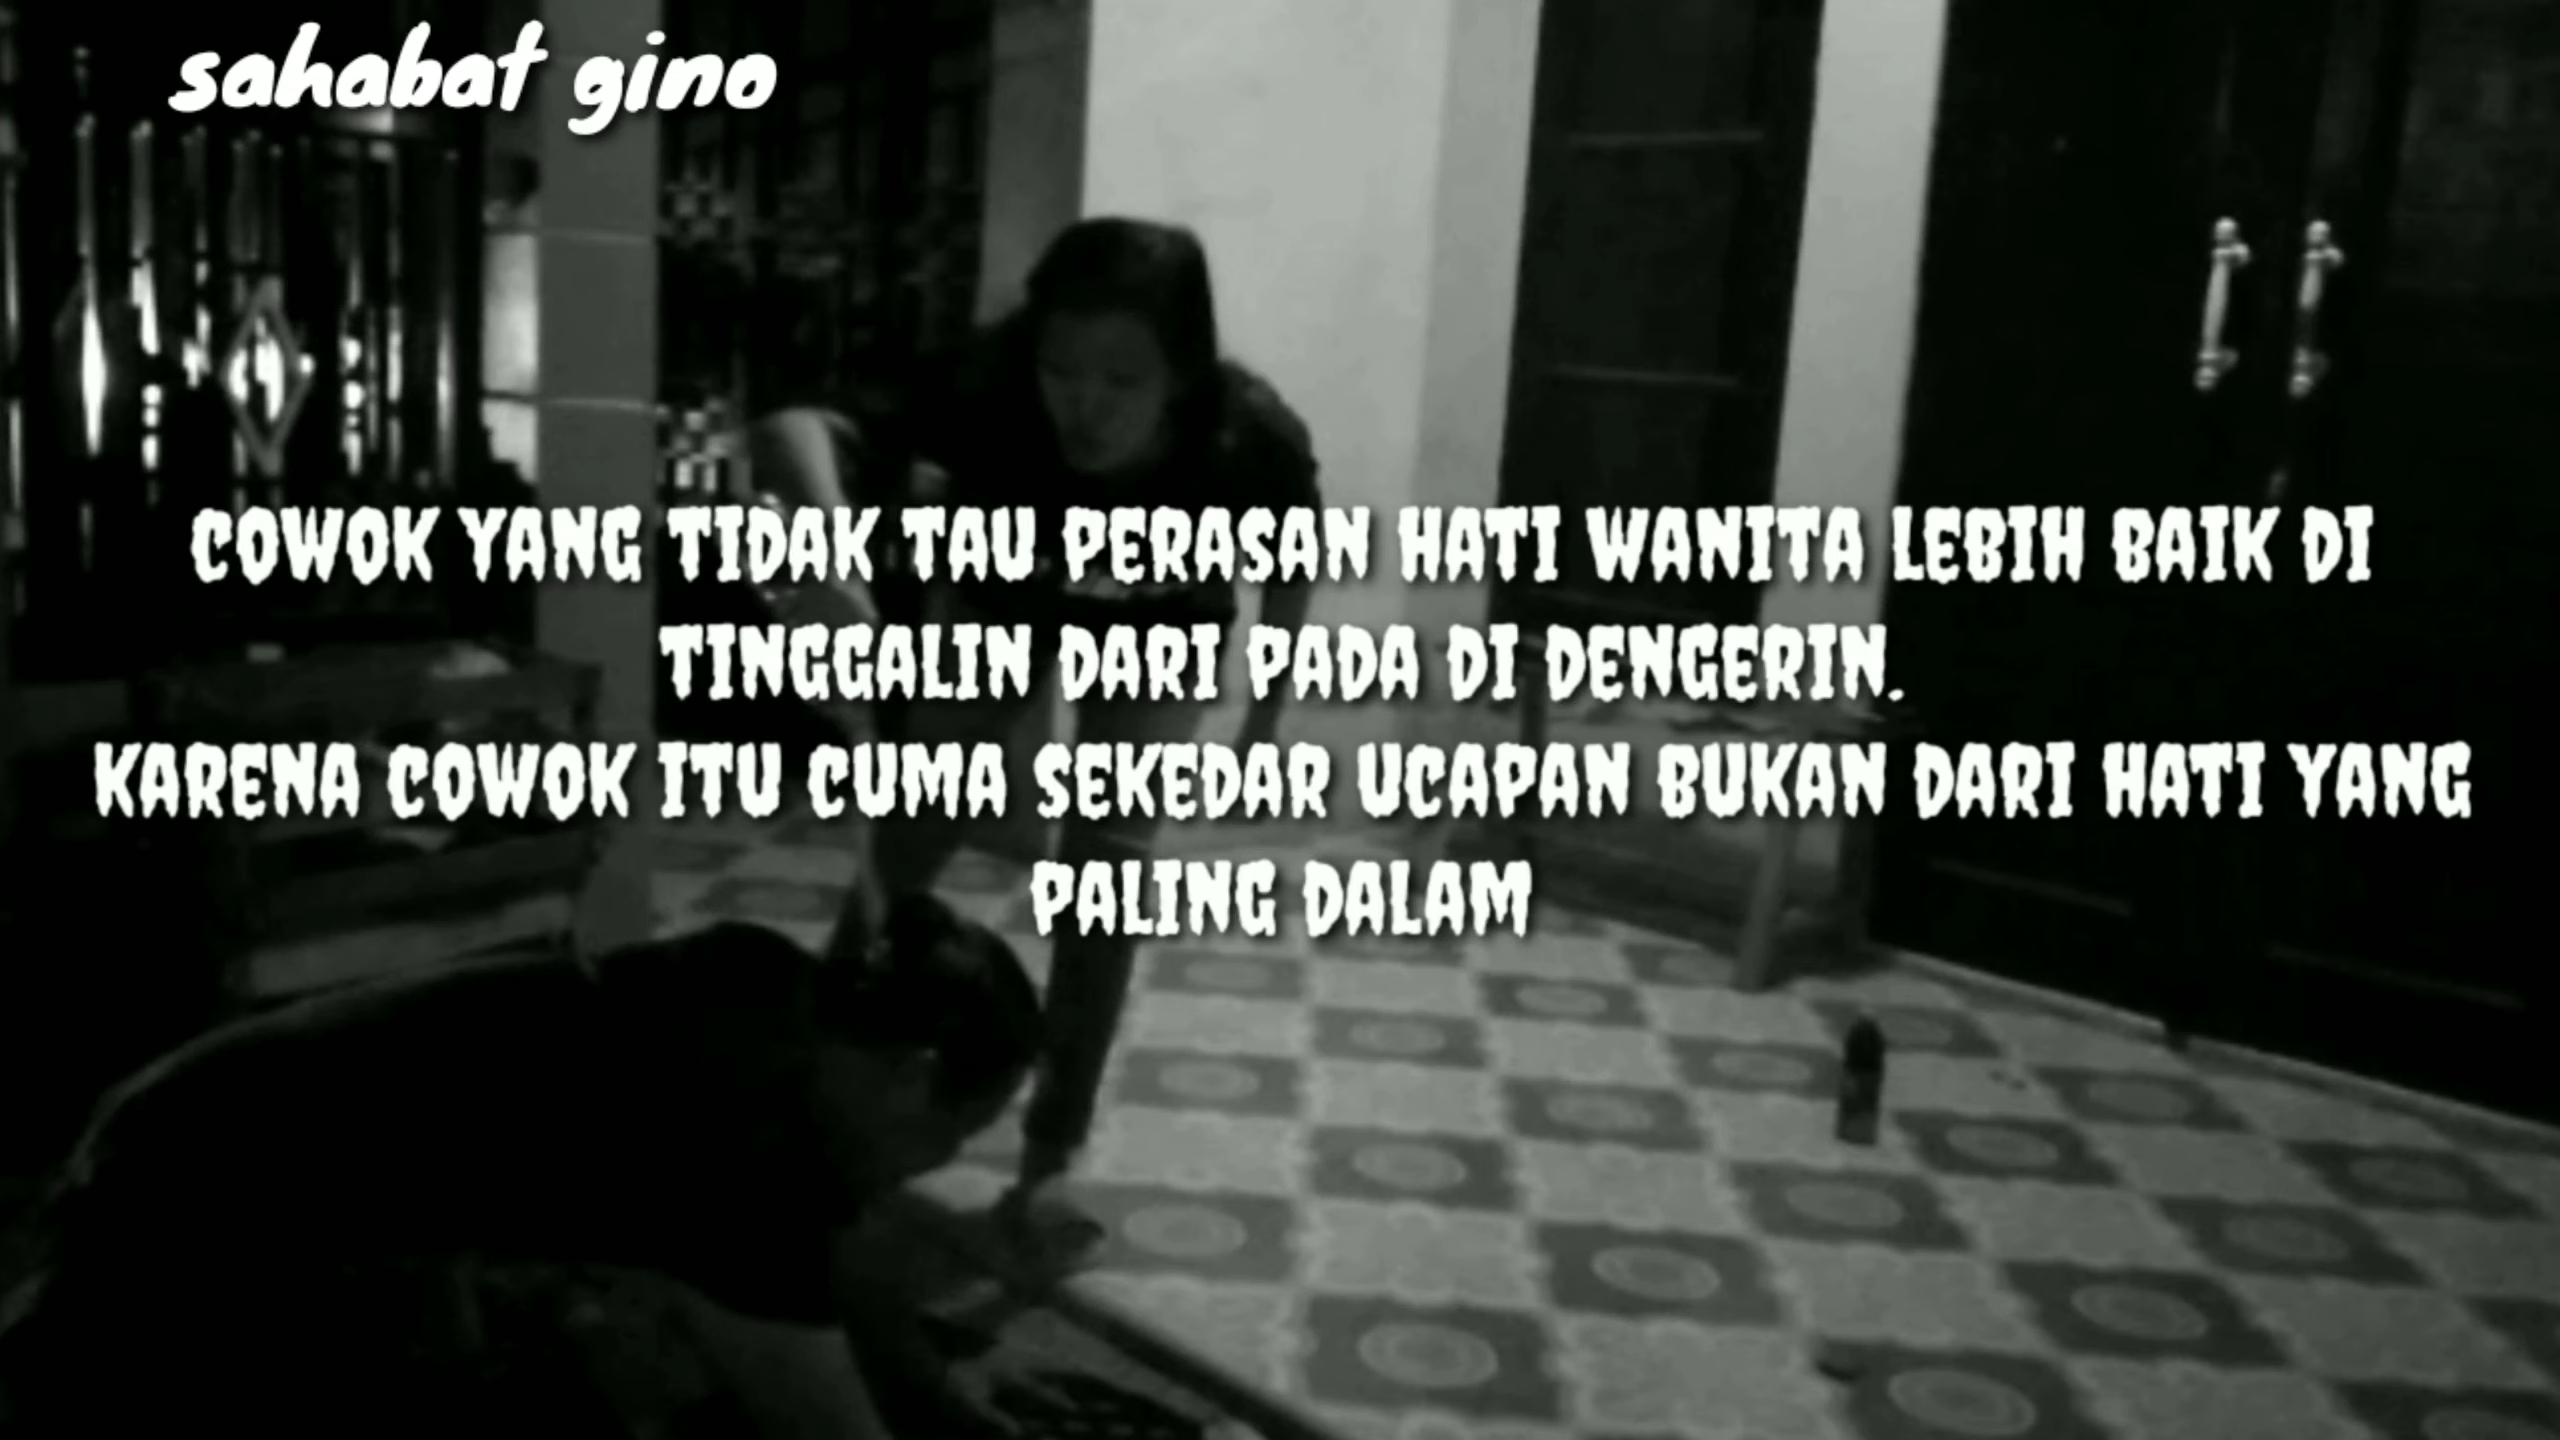 sahabat gino
COWOK YANG TIDAK TAU PERASAN HATI WANITA LEBIH BAIK DI
TINGGALIN DARI PADA DI DENGERIN.
KARENA COWOK ITU CUMA SEKEDAR UCAPAN BUKAN DARI HATI YANG
PALING DALAM